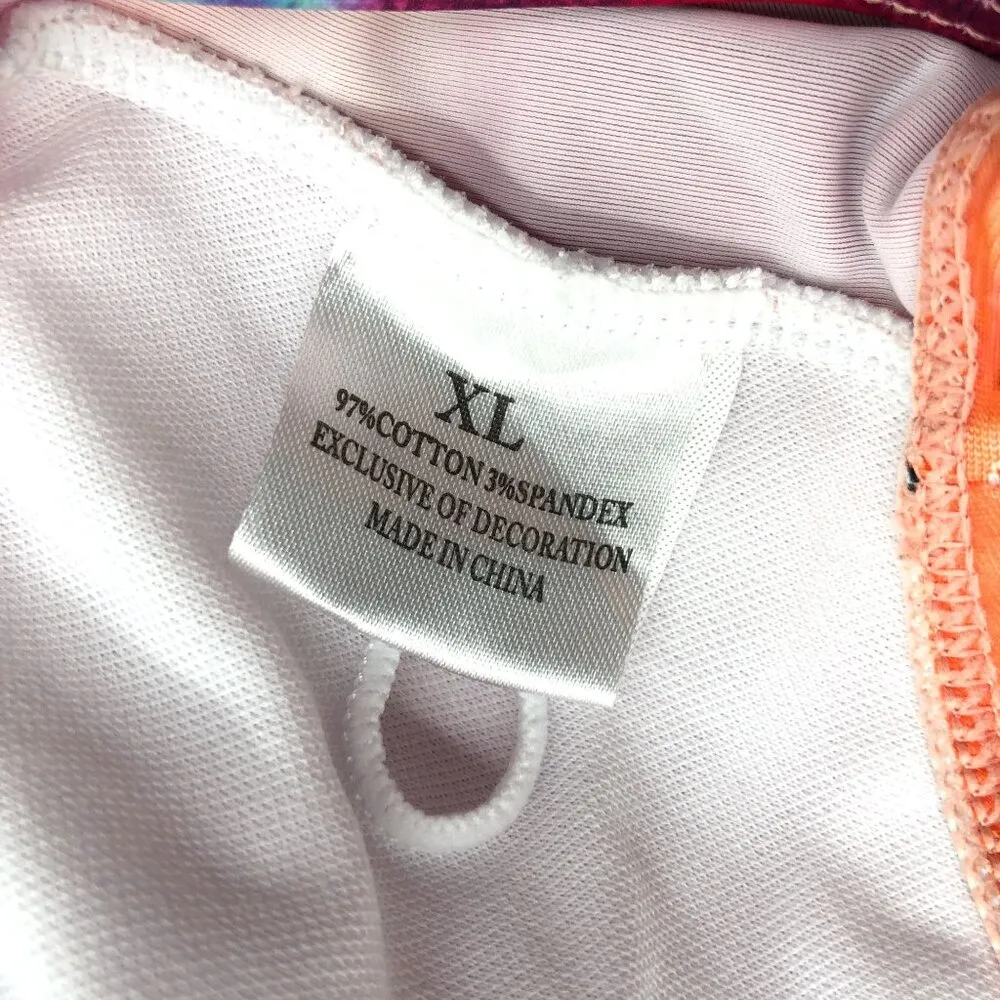 XL
97%COTTON 3%SPANDEX
EXCLUSIVE OF DECORATION
MADE IN CHINA